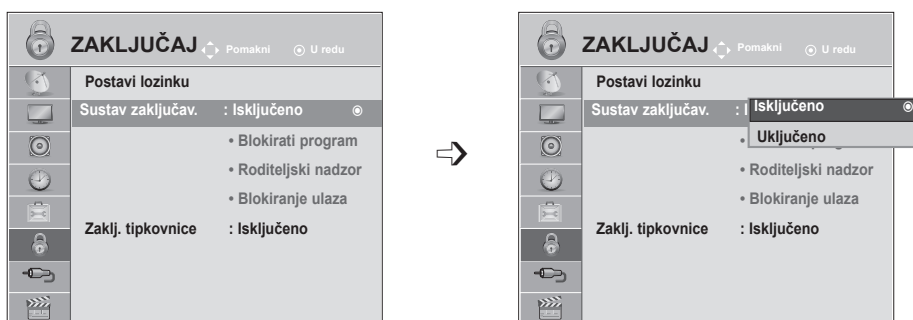 ZAKLJUČAJ Pomakni U redu
Postavi lozinku
Sustav zaključav. : Isključeno
• Blokirati program
• Roditeljski nadzor
• Blokiranje ulaza
Zaklj. tipkovnice : Isključeno
ZAKLJUČAJ Pomakni U redu
Postavi lozinku
Sustav zaključav. : Isključeno
Uključeno
• Roditeljski nadzor
• Blokiranje ulaza
Zaklj. tipkovnice : Isključeno